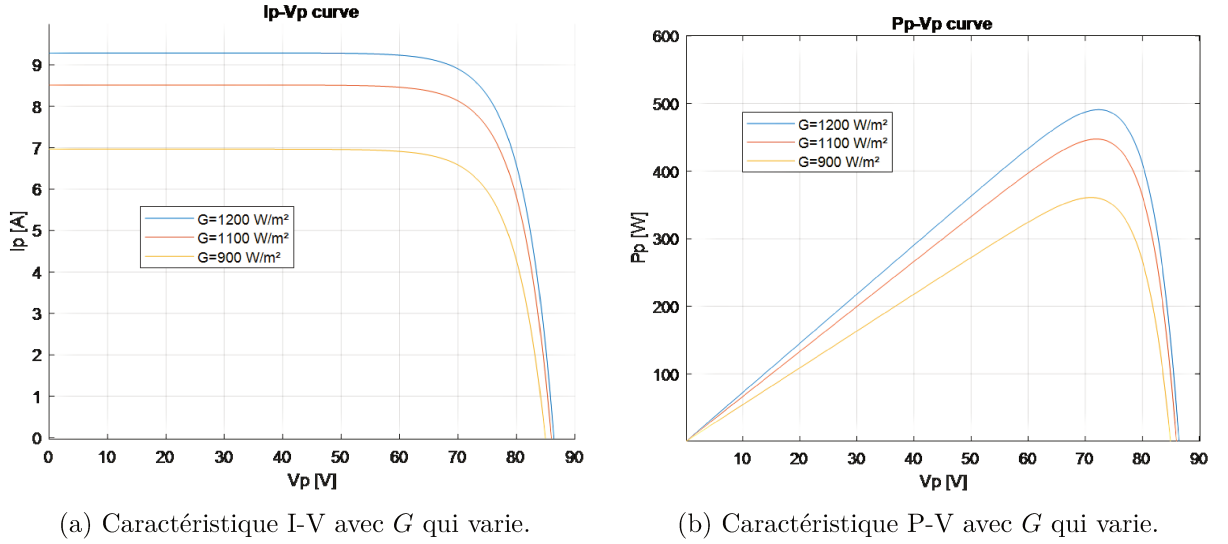 Ip-Vp curve
9
8
7
6
5
4
3
2
1
0
Ip [A]
G=1200 W/m²
G=1100 W/m²
G=900 W/m²
0 10 20 30 40 50 60 70 80 90
Vp [V]
(a) Caractéristique I-V avec G qui varie.
Pp-Vp curve
600
500
400
300
200
100
Pp [W]
G=1200 W/m²
G=1100 W/m²
G=900 W/m²
10 20 30 40 50 60 70 80 90
Vp [V]
(b) Caractéristique P-V avec G qui varie.